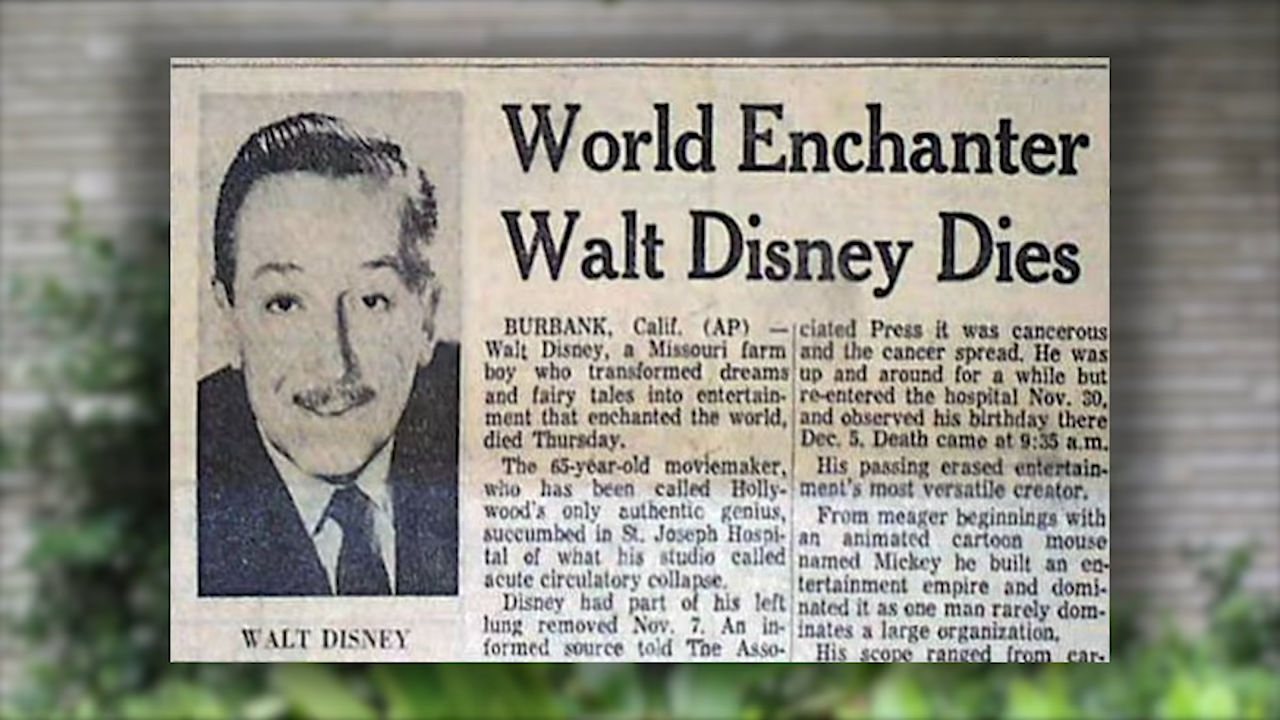 World Enchanter
Walt Disney Dies
BURBANK, Calif. (AP) —
Walt Disney, a Missouri farm
boy who transformed dreams
and fairy tales into entertain-
ment that enchanted the world,
died Thursday.
The 65-year-old moviemaker,
who has been called Holly-
wood's only authentic genius,
succumbed in St. Joseph Hospi-
tal of what his studio called
acute circulatory collapse.
Disney had part of his left
lung removed Nov. 7. An in-
formed source told The Asso-
ciated Press it was cancerous
and the cancer spread. He was
up and around for a while but
re-entered the hospital Nov. 30,
and observed his birthday there
Dec. 5. Death came at 9:35 a.m.
His passing erased entertain-
ment's most versatile creator.
From meager beginnings with
an animated cartoon mouse
named Mickey he built an en-
tertainment empire and domi-
nated it as one man rarely dom-
inates a large organization.
His scope ranged from car-
WALT DISNEY